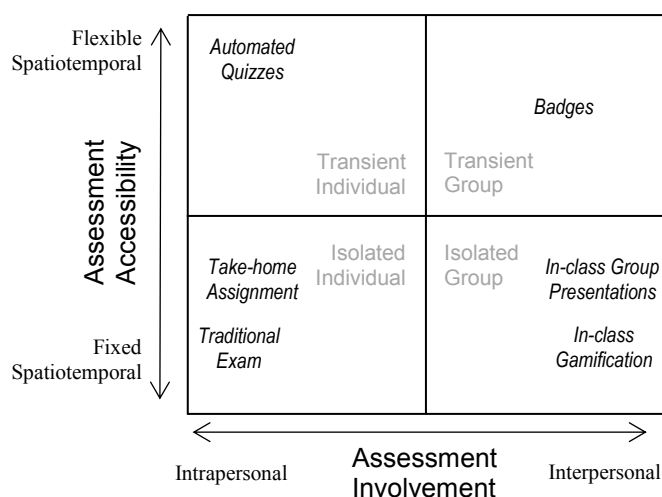 Flexible
Spatiotemporal
Automated
Quizzes
Badges
Transient
Individual
Transient
Group
Assessment
Accessibility
Take-home
Assignment
Isolated
Individual
Isolated
Group
In-class Group
Presentations
Traditional
Exam
In-class
Gamification
Fixed
Spatiotemporal
Intrapersonal
Assessment
Involvement
Interpersonal